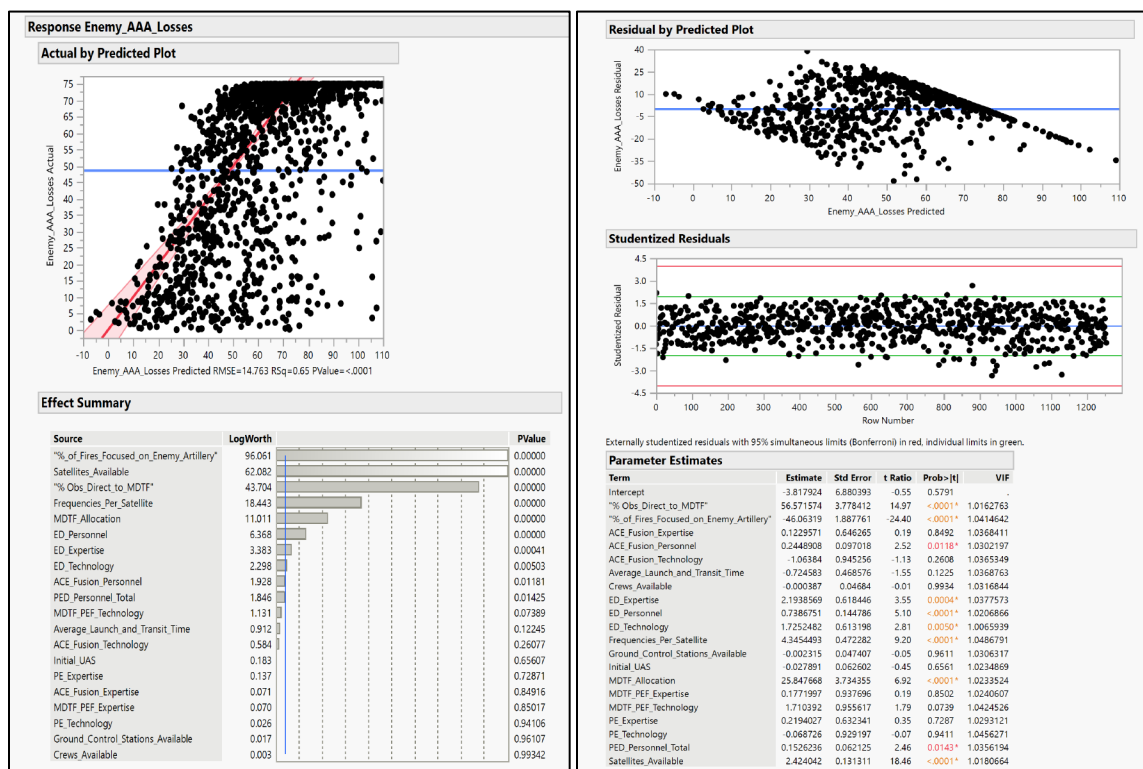 Response Enemy_AAA_Losses
Actual by Predicted Plot
75
70
65
60
55
50
45
40
35
30
25
20
15
10
5
0
Enemy_AAA_Losses Actual
-10 0 10 20 30 40 50 60 70 80 90 100 110
Enemy_AAA_Losses Predicted RMSE=14.763 RSq=0.65 PValue=<.0001
Effect Summary
Source LogWorth PValue
"%_of_Fires_Focused_on_Enemy_Artillery" 96.061 0.00000
Satellites_Available 62.082 0.00000
"% Obs_Direct_to_MDTF" 43.704 0.00000
Frequencies_Per_Satellite 18.443 0.00000
MDTF_Allocation 11.011 0.00000
ED_Personnel 6.368 0.00000
ED_Expertise 3.383 0.00041
ED_Technology 2.298 0.00503
ACE_Fusion_Personnel 1.928 0.01181
PED_Personnel_Total 1.846 0.01425
MDTF_PEF_Technology 1.131 0.07389
Average_Launch_and_Transit_Time 0.912 0.12245
ACE_Fusion_Technology 0.584 0.26077
Initial_UAS 0.183 0.65607
PE_Expertise 0.137 0.72871
ACE_Fusion_Expertise 0.071 0.84916
MDTF_PEF_Expertise 0.070 0.85017
PE_Technology 0.026 0.94106
Ground_Control_Stations_Available 0.017 0.96107
Crews_Available 0.003 0.99342
Residual by Predicted Plot
40
25
10
-5
-20
-35
-50
Enemy_AAA_Losses Residual
-10 0 10 20 30 40 50 60 70 80 90 100 110
Enemy_AAA_Losses Predicted
Studentized Residuals
4.5
3.0
1.5
0.0
-1.5
-3.0
-4.5
Studentized Residual
0 100 200 300 400 500 600 700 800 900 1000 1100 1200
Row Number
Externally studentized residuals with 95% simultaneous limits (Bonferroni) in red, individual limits in green.
Parameter Estimates
Term Estimate Std Error t Ratio Prob>|t| VIF
Intercept -3.817924 6.880393 -0.55 0.5791 .
"% Obs_Direct_to_MDTF" 56.571574 3.778412 14.97 <.0001* 1.0162763
"%_of_Fires_Focused_on_Enemy_Artillery" -46.06319 1.887761 -24.40 <.0001* 1.0414642
ACE_Fusion_Expertise 0.1229571 0.646265 0.19 0.8492 1.0368411
ACE_Fusion_Personnel 0.2448908 0.097018 2.52 0.0118* 1.0302197
ACE_Fusion_Technology -1.06384 0.945256 -1.13 0.2608 1.0365349
Average_Launch_and_Transit_Time -0.724583 0.468576 -1.55 0.1225 1.0368763
Crews_Available -0.000387 0.04684 -0.01 0.9934 1.0316844
ED_Expertise 2.1938569 0.618446 3.55 0.0004* 1.0377573
ED_Personnel 0.7386751 0.144786 5.10 <.0001* 1.0206866
ED_Technology 1.7252482 0.613198 2.81 0.0050* 1.0065939
Frequencies_Per_Satellite 4.3454493 0.472282 9.20 <.0001* 1.0486791
Ground_Control_Stations_Available -0.002315 0.047407 -0.05 0.9611 1.0306317
Initial_UAS -0.027891 0.062602 -0.45 0.6561 1.0234869
MDTF_Allocation 25.847668 3.734355 6.92 <.0001* 1.0233524
MDTF_PEF_Expertise 0.1771997 0.937696 0.19 0.8502 1.0240607
MDTF_PEF_Technology 1.710392 0.955617 1.79 0.0739 1.0424526
PE_Expertise 0.2194027 0.632341 0.35 0.7287 1.0293121
PE_Technology -0.068726 0.929197 -0.07 0.9411 1.0456271
PED_Personnel_Total 0.1526236 0.062125 2.46 0.0143* 1.0356194
Satellites_Available 2.424042 0.131311 18.46 <.0001* 1.0180664